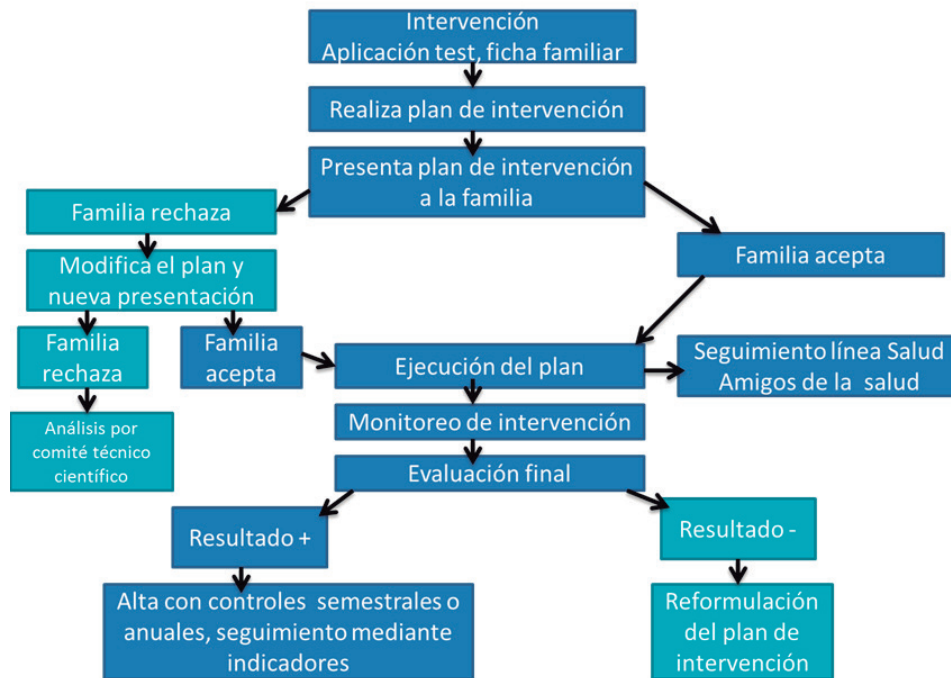 Intervención
Aplicación test, ficha familiar
Realiza plan de intervención
Presenta plan de intervención
a la familia
Familia rechaza
Familia acepta
Modifica el plan y
nueva presentación
Familia
rechaza
Familia
acepta
Ejecución del plan
Seguimiento línea Salud
Amigos de la salud
Análisis por
comité técnico
científico
Monitoreo de intervención
Evaluación final
Resultado +
Resultado -
Alta con controles semestrales o
anuales, seguimiento mediante
indicadores
Reformulación
del plan de
intervención